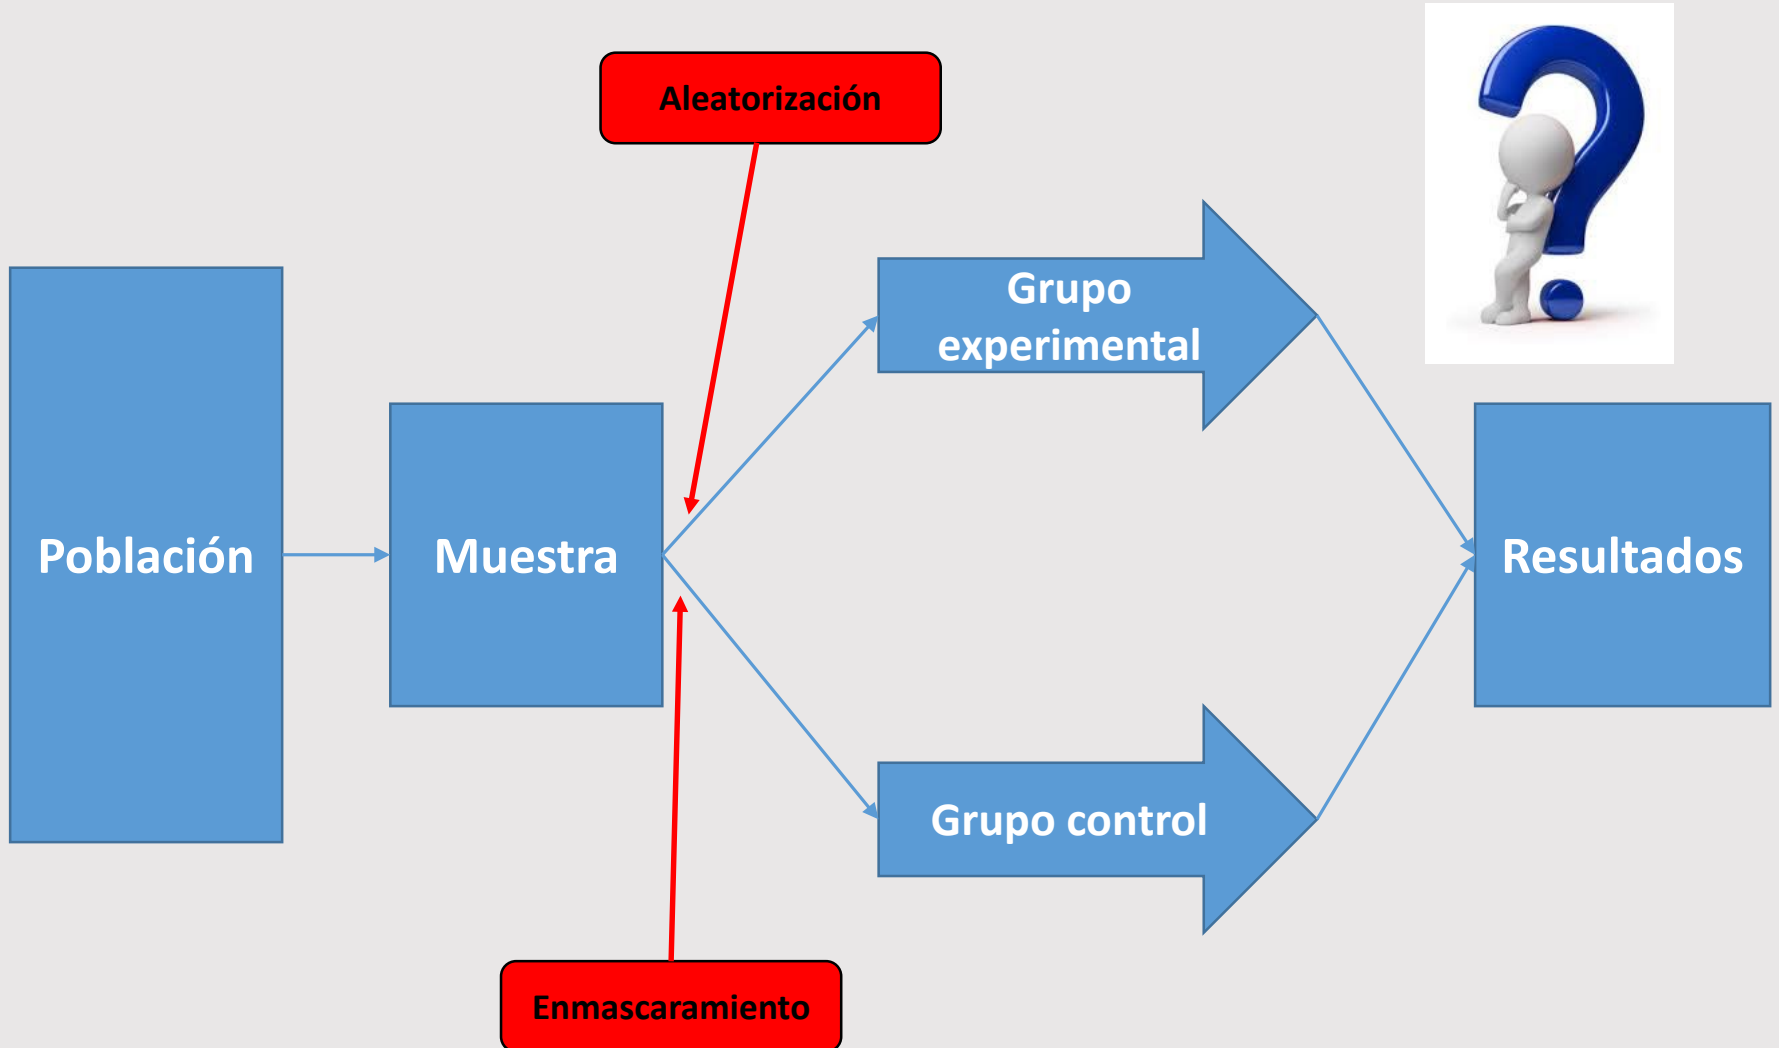 Aleatorización
Grupo
experimental
Población
Muestra
Resultados
Grupo control
Enmascaramiento